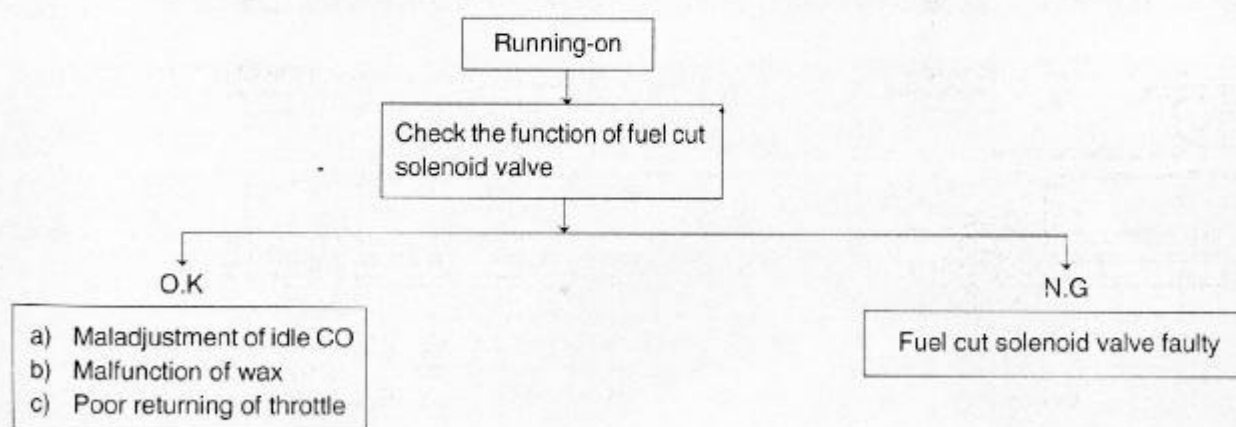 Running-on
Check the function of fuel cut
solenoid valve
O.K
a) Maladjustment of idle CO
b) Malfunction of wax
c) Poor returning of throttle
N.G
Fuel cut solenoid valve faulty